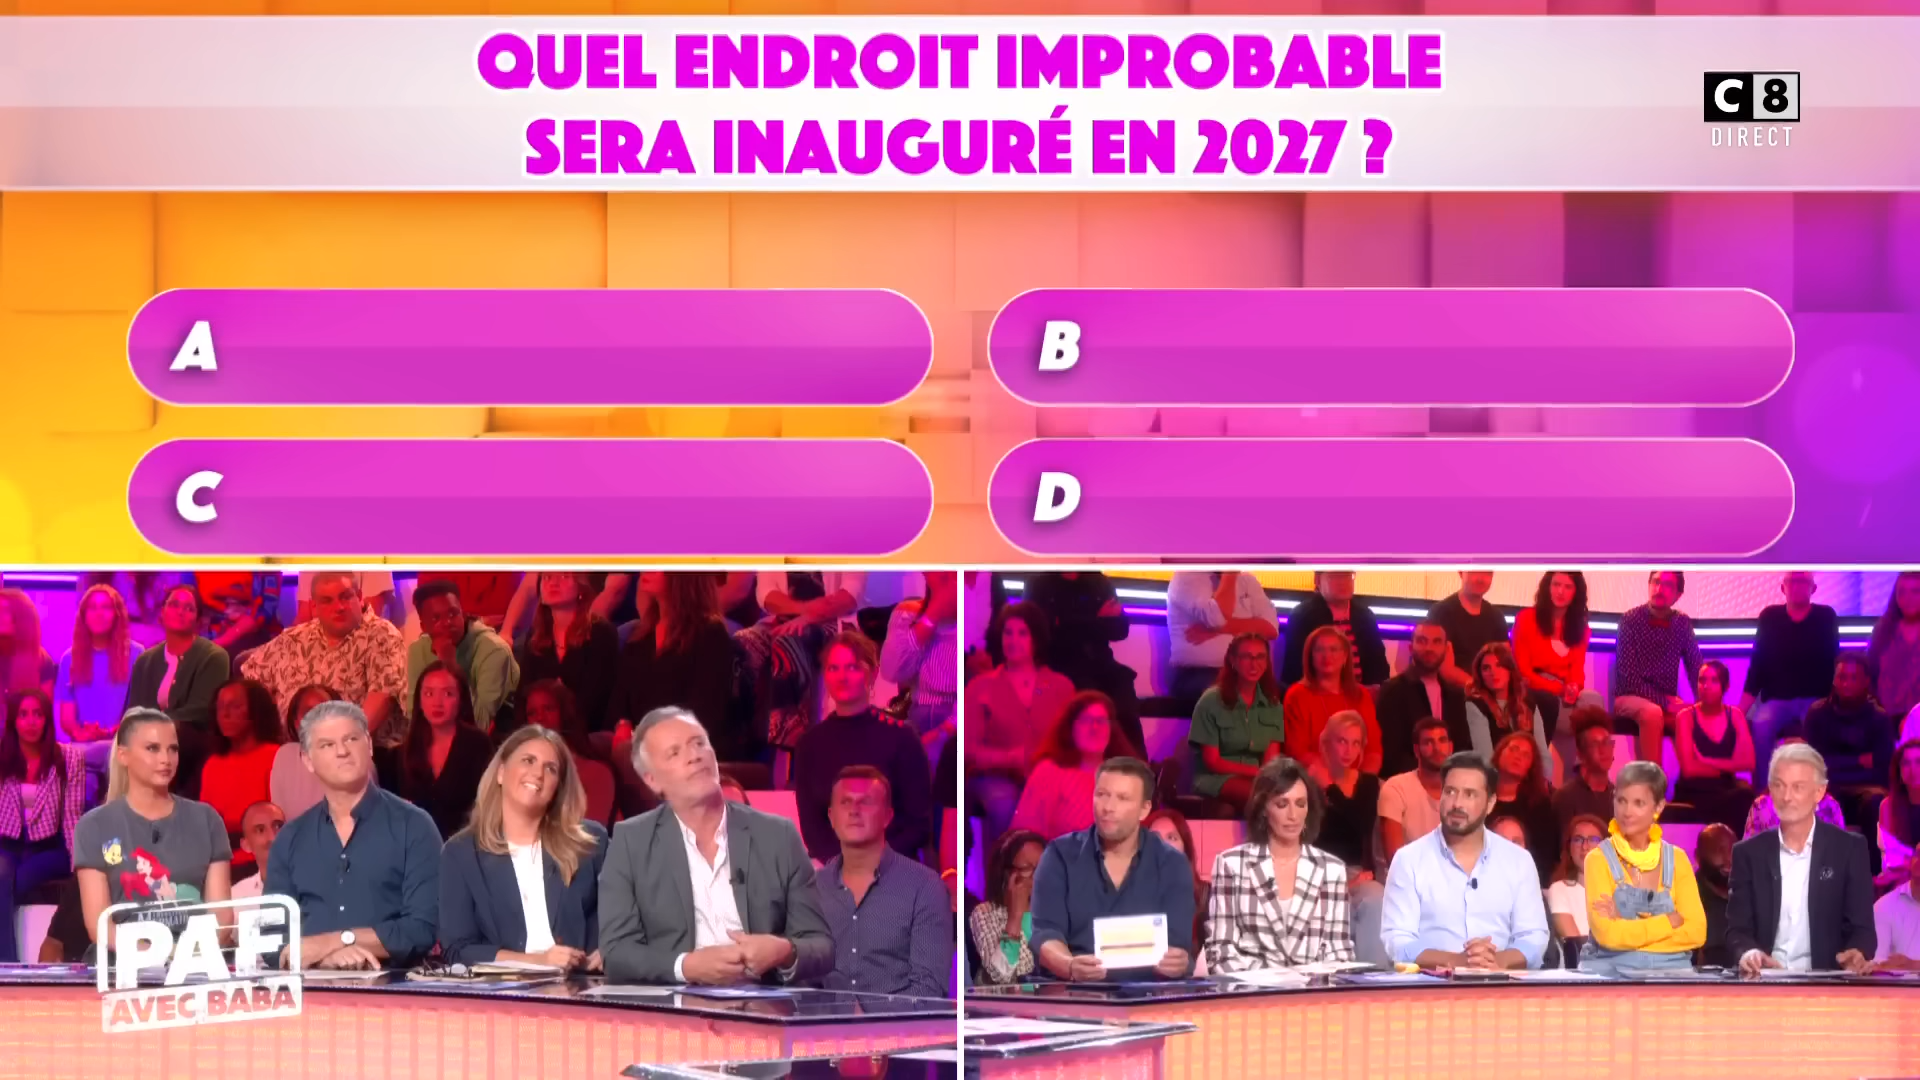 QUEL ENDROIT IMPROBABLE
SERA INAUGURÉ EN 2027 ?
C8
DIRECT
A
B
C
D
PAF
AVEC BABA